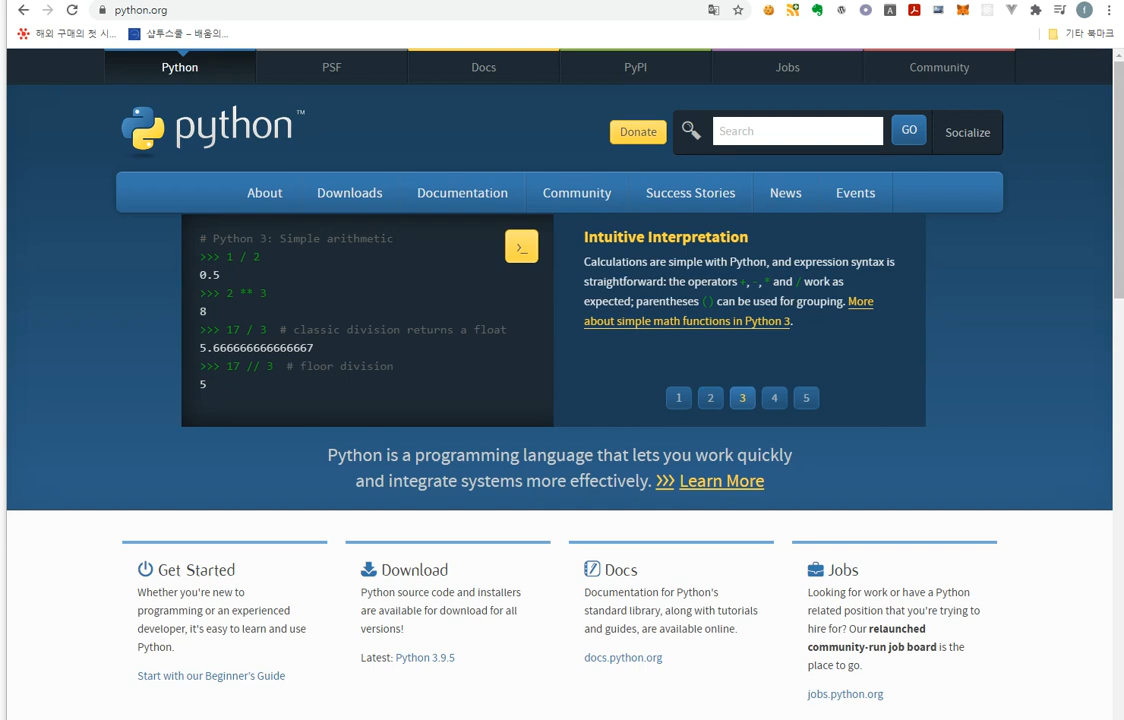 python.org
해외 구매의 첫 시...
샵투스쿨 – 배움의...
기타 북마크
Python
PSF
Docs
PyPI
Jobs
Community
python™
Donate
Search
GO
Socialize
About
Downloads
Documentation
Community
Success Stories
News
Events
# Python 3: Simple arithmetic
>>> 1 / 2
0.5
>>> 2 ** 3
8
>>> 17 / 3  # classic division returns a float
5.666666666666667
>>> 17 // 3  # floor division
5
>_
Intuitive Interpretation
Calculations are simple with Python, and expression syntax is
straightforward: the operators +, -, * and / work as
expected; parentheses () can be used for grouping. More
about simple math functions in Python 3.
1
2
3
4
5
Python is a programming language that lets you work quickly
and integrate systems more effectively. >>> Learn More
Get Started
Whether you're new to
programming or an experienced
developer, it's easy to learn and use
Python.
Start with our Beginner's Guide
Download
Python source code and installers
are available for download for all
versions!
Latest: Python 3.9.5
Docs
Documentation for Python's
standard library, along with tutorials
and guides, are available online.
docs.python.org
Jobs
Looking for work or have a Python
related position that you're trying to
hire for? Our relaunched
community-run job board is the
place to go.
jobs.python.org